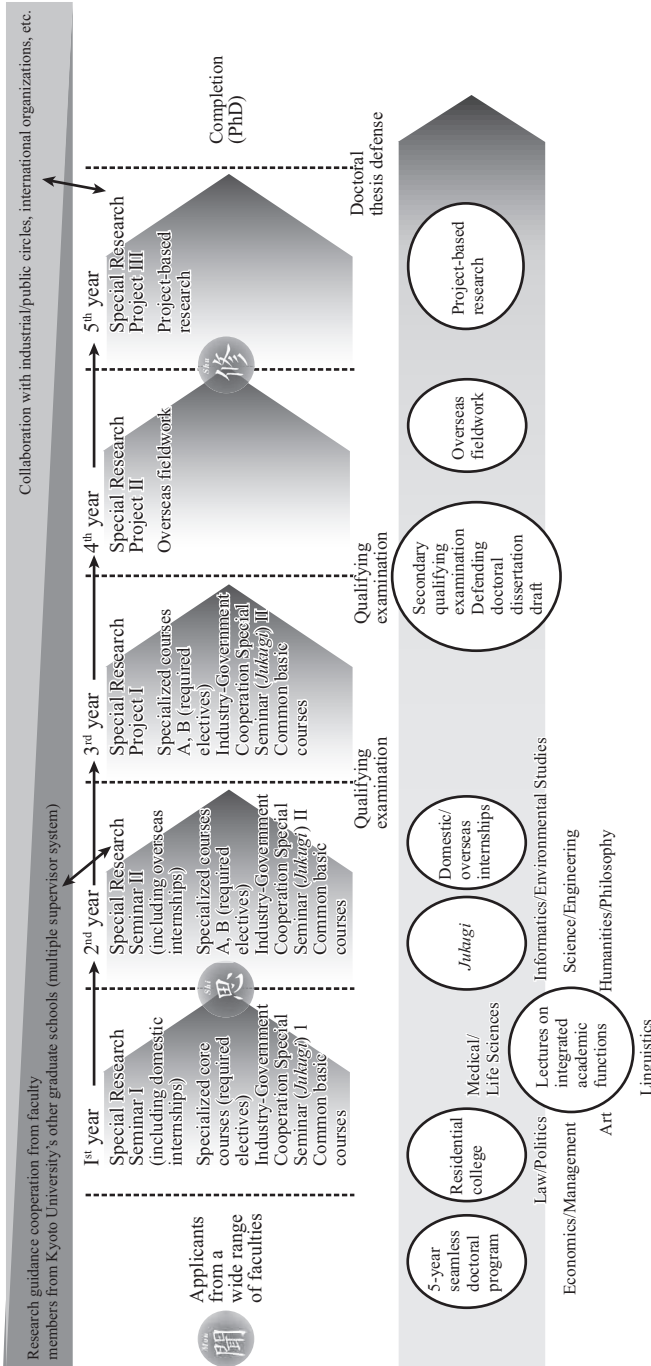 Research guidance cooperation from faculty
members from Kyoto University's other graduate schools (multiple supervisor system)
Collaboration with industrial/public circles, international organizations, etc.
1st year
2nd year
3rd year
4th year
5th year
Mon
聞
Applicants
from a
wide range
of faculties
Special Research
Seminar I
(including domestic
internships)
Specialized core
courses (required
electives)
Industry-Government
Cooperation Special
Seminar (Jukugi) 1
Common basic
courses
Shi
思
Special Research
Seminar III
(including overseas
internships)
Specialized courses
A, B (required
electives)
Industry-Government
Cooperation Special
Seminar (Jukugi) II
Common basic
courses
Special Research
Project I
Specialized courses
A, B (required
electives)
Industry-Government
Cooperation Special
Seminar (Jukugi) II
Common basic
courses
Special Research
Project II
Overseas fieldwork
Shu
修
Special Research
Project III
Project-based
research
Completion
(PhD)
Qualifying
examination
Qualifying
examination
Doctoral
thesis defense
5-year
seamless
doctoral
program
Residential
college
Medical/
Life Sciences
Jukugi
Domestic/
overseas
internships
Secondary
qualifying
examination
Defending
doctoral
dissertation
draft
Overseas
fieldwork
Project-based
research
Law/Politics
Economics/Management
Lectures on
integrated
academic
functions
Informatics/Environmental Studies
Science/Engineering
Humanities/Philosophy
Art
Linguistics